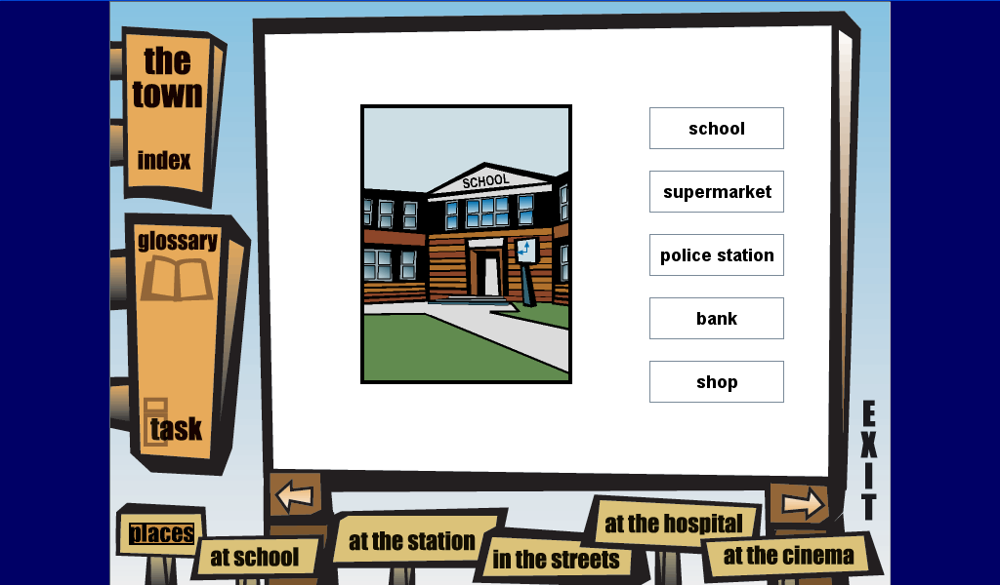 the
town
index
glossary
task
SCHOOL
school
supermarket
police station
bank
shop
EXIT
places
at school
at the station
in the streets
at the hospital
at the cinema